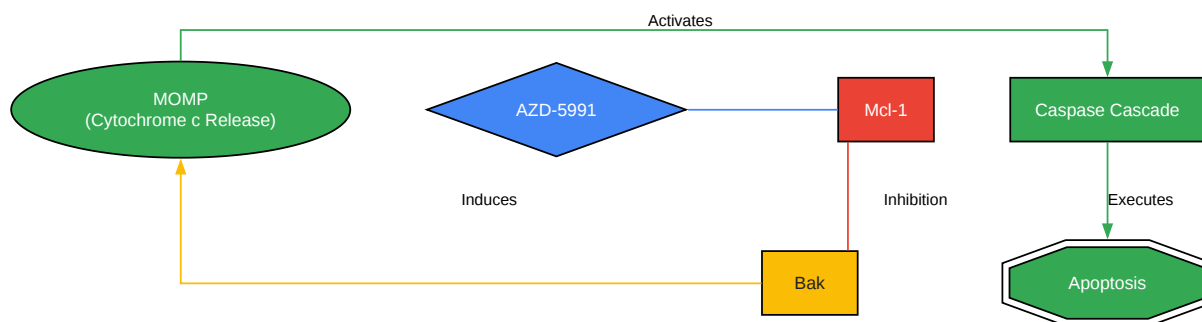 Activates
MOMP
(Cytochrome c Release)
AZD-5991
Mcl-1
Caspase Cascade
Induces
Inhibition
Executes
Bak
Apoptosis